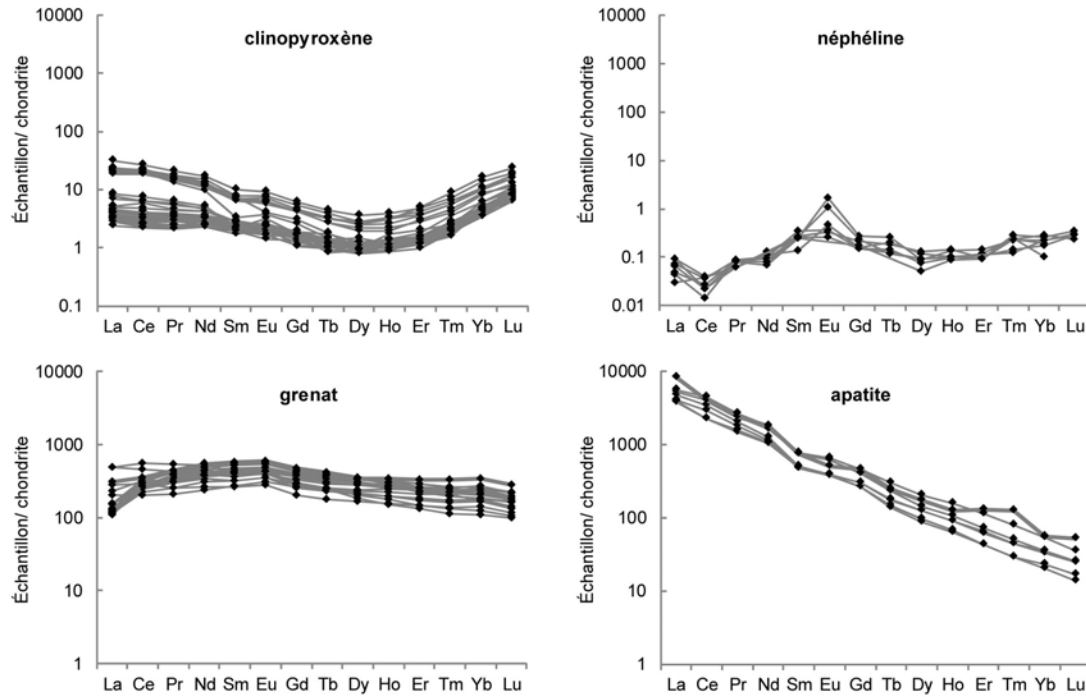 clinopyroxène
Échantillon/ chondrite
10000
1000
100
10
1
0.1
La Ce Pr Nd Sm Eu Gd Tb Dy Ho Er Tm Yb Lu
néphéline
Échantillon/ chondrite
10000
1000
100
10
1
0.1
0.01
La Ce Pr Nd Sm Eu Gd Tb Dy Ho Er Tm Yb Lu
grenat
Échantillon/ chondrite
10000
1000
100
10
1
La Ce Pr Nd Sm Eu Gd Tb Dy Ho Er Tm Yb Lu
apatite
Échantillon/ chondrite
10000
1000
100
10
1
La Ce Pr Nd Sm Eu Gd Tb Dy Ho Er Tm Yb Lu